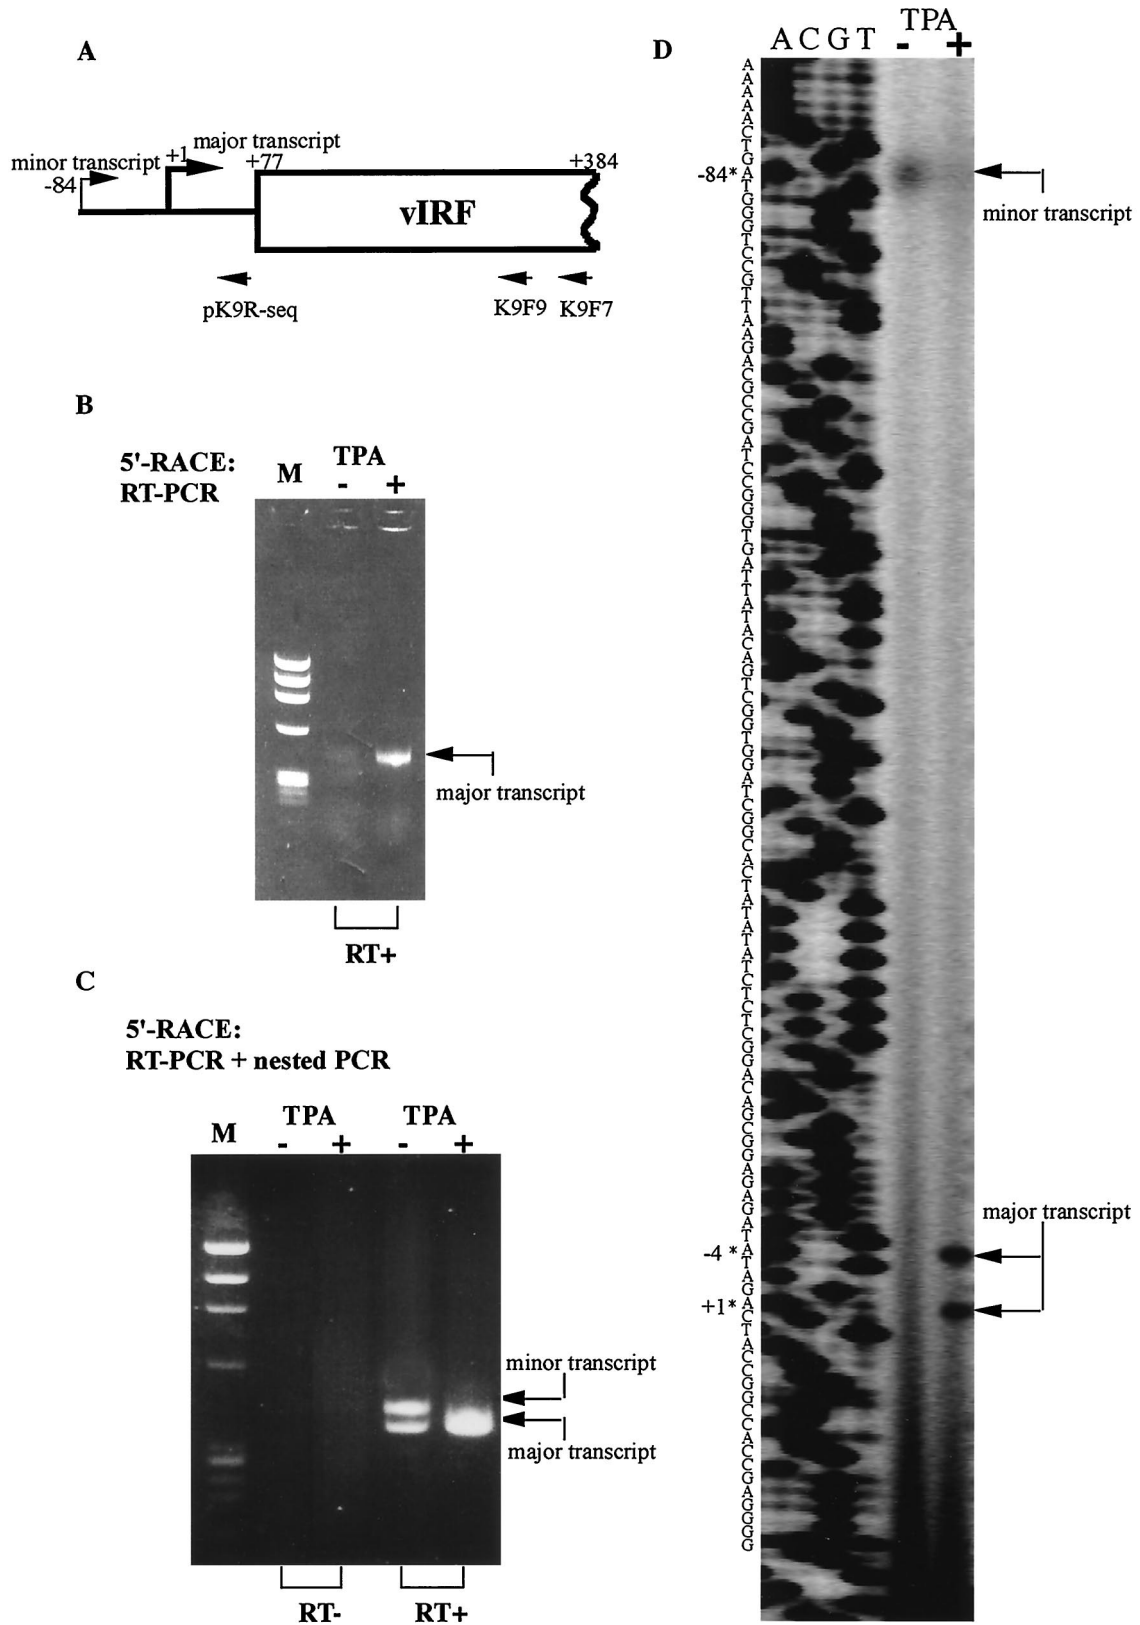 A
minor transcript
-84
+1
major transcript
+77
+384
vIRF
pK9R-seq
K9F9
K9F7
B
5'-RACE:
RT-PCR
M
TPA
- +
major transcript
RT+
C
5'-RACE:
RT-PCR + nested PCR
M
TPA
- +
TPA
- +
minor transcript
major transcript
RT-
RT+
D
A C G T
TPA
- +
AAAAACTGATGGGTCCGTTAAGACGCCGATCCGGGTGATTATACAGTCGGTGGATCGGCACTATATATCTCTCGGACAGCGGAGAGATATAGACTACCGGCCACCGAGGGG
-84*
minor transcript
major transcript
-4 *
+1*